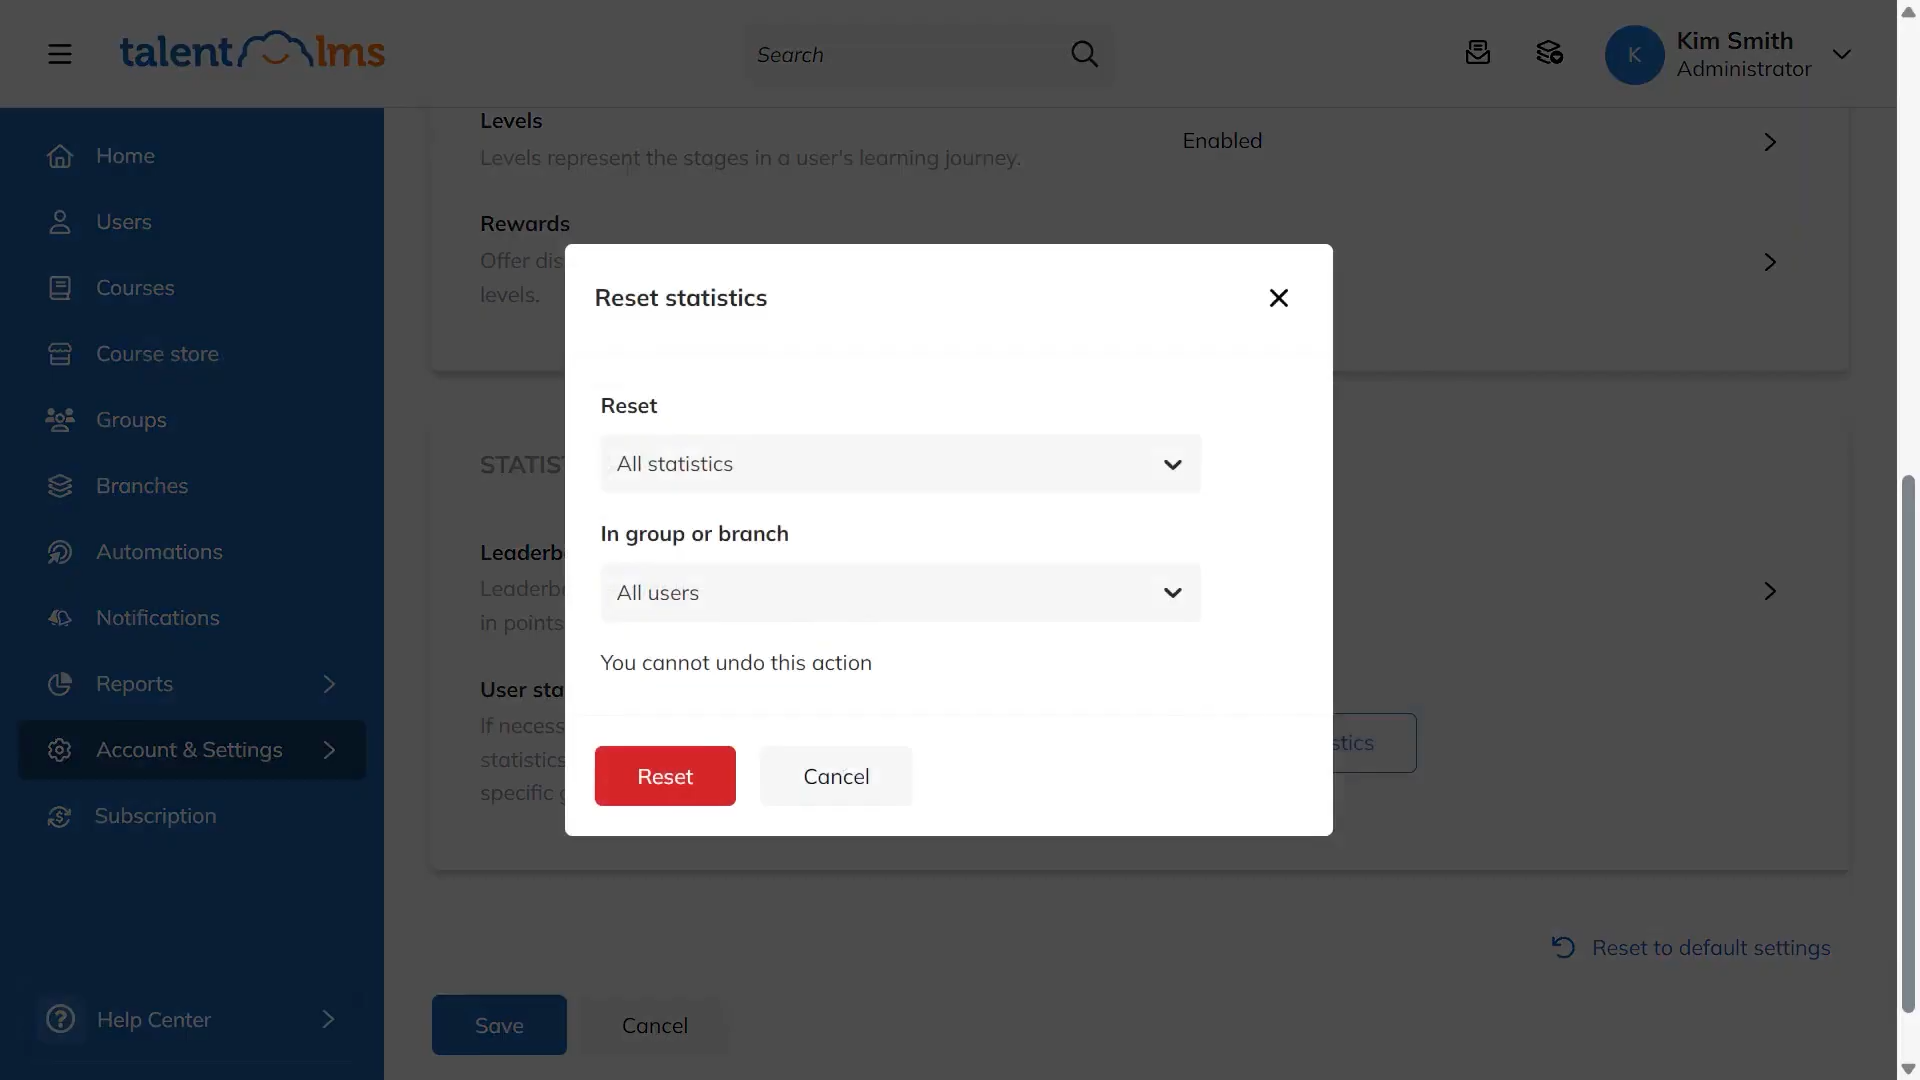 talentlms
Search
Kim Smith
Administrator
K
Home
Users
Courses
Course store
Groups
Branches
Automations
Notifications
Reports
Account & Settings
Subscription
Help Center
Levels
Levels represent the stages in a user's learning journey.
Enabled
Rewards
Offer dis
levels.
STATIS
Leaderb
Leaderb
in points
User sta
If necess
statistics
specific g
stics
Reset statistics
Reset
All statistics
In group or branch
All users
You cannot undo this action
Reset
Cancel
Reset to default settings
Save
Cancel